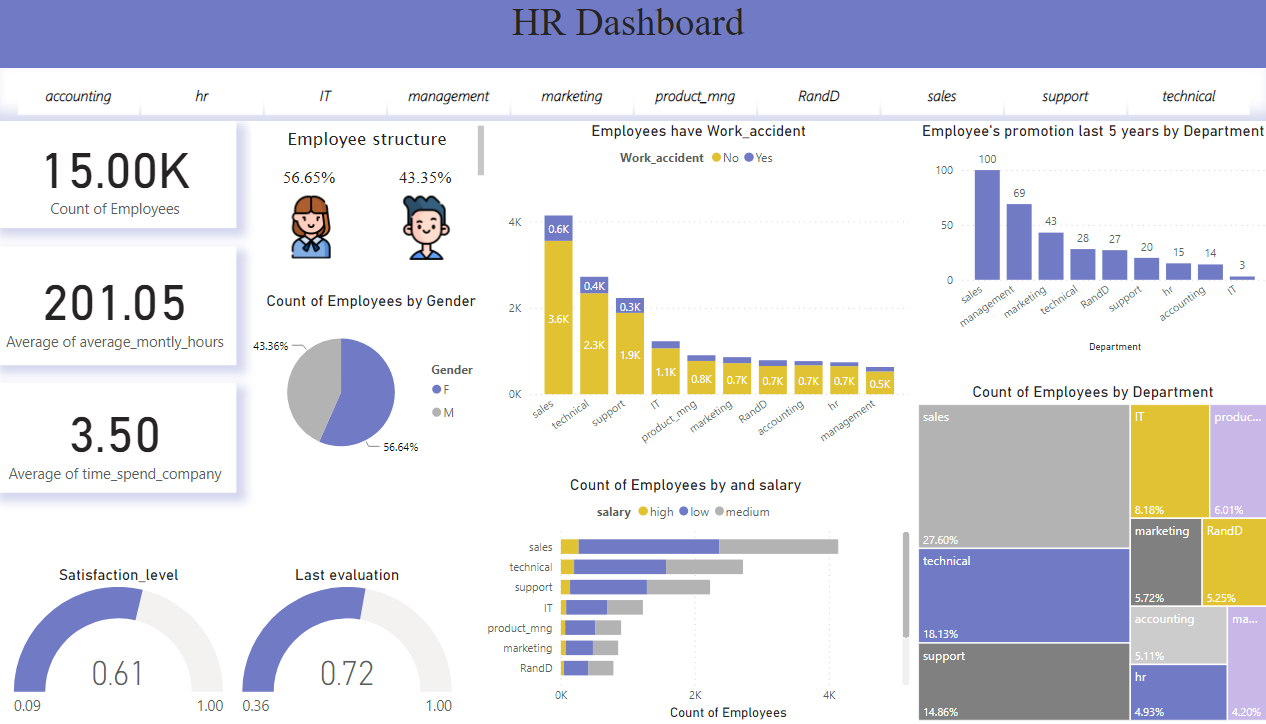 HR Dashboard
accounting hr IT management marketing product_mng RandD sales support technical
15.00K
Count of Employees
201.05
Average of average_montly_hours
3.50
Average of time_spend_company
Employee structure
56.65% 43.35%
Count of Employees by Gender
43.36%
56.64%
Gender
F
M
Employees have Work_accident
Work_accident No Yes
4K
2K
0K
0.6K
3.6K
0.4K
2.3K
0.3K
1.9K
1.1K
0.8K
0.7K
0.7K
0.7K
0.7K
0.5K
sales technical support IT product_mng marketing RandD accounting hr management
Employee's promotion last 5 years by Department
100
50
0
100 69 43 28 27 20 15 14 3
sales management marketing technical RandD support hr accounting IT
Department
Satisfaction_level
0.61
0.09 1.00
Last evaluation
0.72
0.36 1.00
Count of Employees by and salary
salary high low medium
sales
technical
support
IT
product_mng
marketing
RandD
0K 2K 4K
Count of Employees
Count of Employees by Department
sales
27.60%
technical
18.13%
support
14.86%
IT
8.18%
produc...
6.01%
marketing
5.72%
RandD
5.25%
accounting
5.11%
hr
4.93%
ma...
4.20%